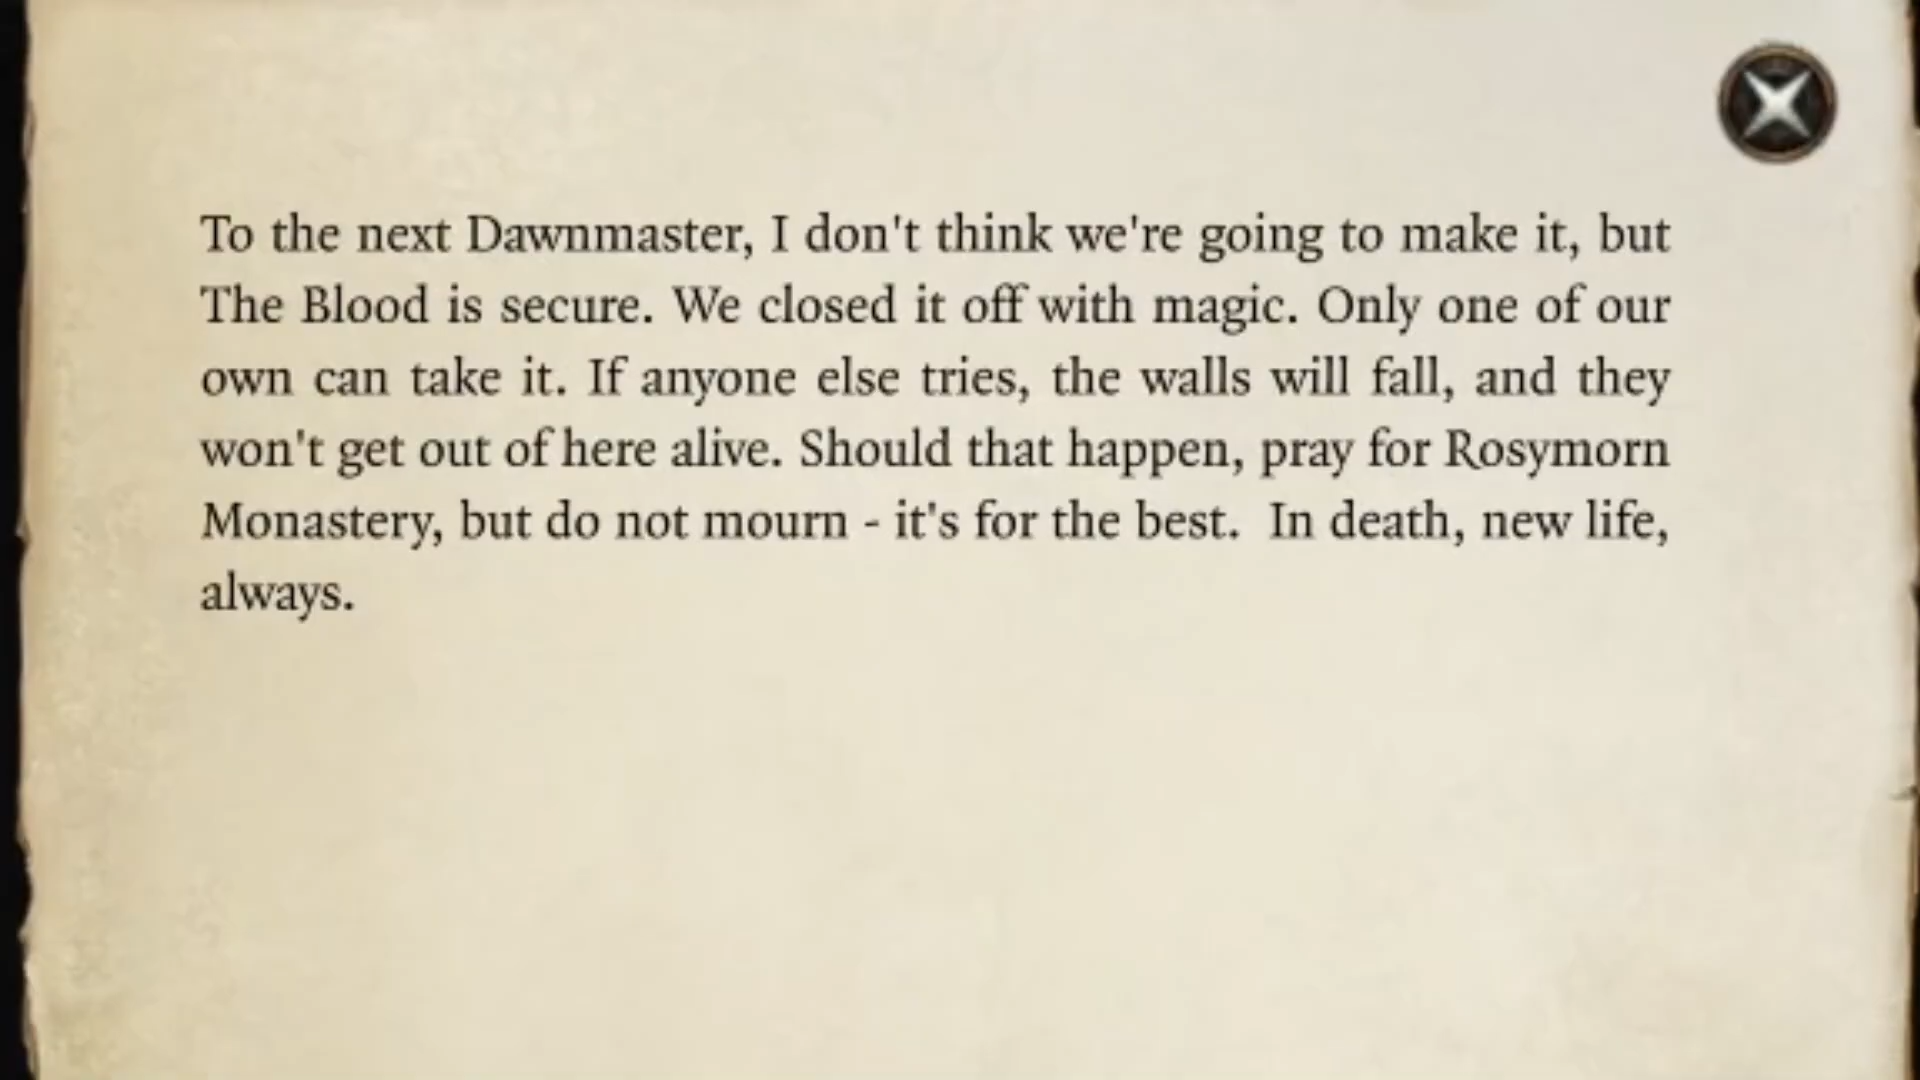 To the next Dawnmaster, I don't think we're going to make it, but
The Blood is secure. We closed it off with magic. Only one of our
own can take it. If anyone else tries, the walls will fall, and they
won't get out of here alive. Should that happen, pray for Rosymorn
Monastery, but do not mourn - it's for the best.  In death, new life,
always.